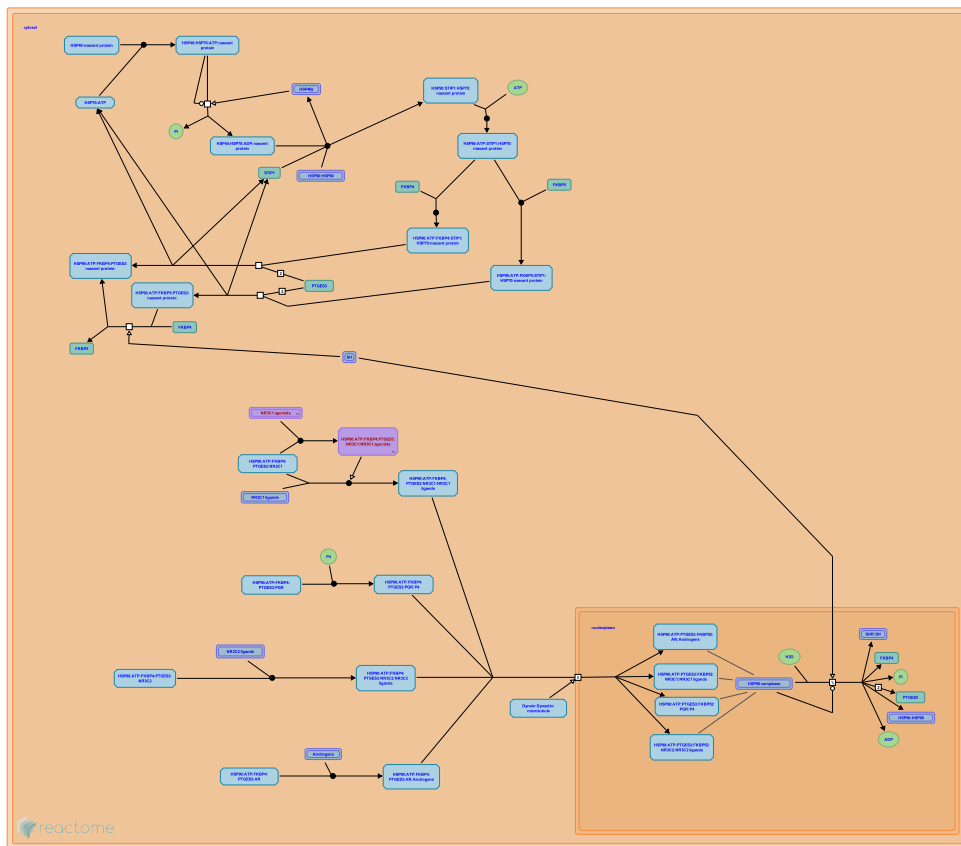 cytosol
HSP40:nascent protein
HSP40:HSP70:ATP:nascent
protein
HSP70:ATP
HSP40s
Pi
HSP40:HSP70:ADP:nascent
protein
STIP1
HSP90:HSP90
HSP90:STIP1:HSP70:
nascent protein
ATP
HSP90:ATP:STIP1:HSP70:
nascent protein
FKBP4
FKBP5
HSP90:ATP:FKBP4:STIP1:
HSP70:nascent protein
HSP90:ATP:FKBP5:STIP1:
HSP70:nascent protein
HSP90:ATP:FKBP4:PTGES3:
nascent protein
HSP90:ATP:FKBP5:PTGES3:
nascent protein
2
2
PTGES3
FKBP4
FKBP5
SH
NR3C1 agonists
HSP90:ATP:FKBP4:PTGES3:
NR3C1:NR3C1 agonists
HSP90:ATP:FKBP4:
PTGES3:NR3C1
NR3C1 ligands
HSP90:ATP:FKBP4:
PTGES3:NR3C1:NR3C1
ligands
P4
HSP90:ATP:FKBP4:
PTGES3:PGR
HSP90:ATP:FKBP4:
PTGES3:PGR:P4
NR3C2 ligands
HSP90:ATP:FKBP4:PTGES3:
NR3C2
HSP90:ATP:FKBP4:
PTGES3:NR3C2:NR3C2
ligands
Androgens
HSP90:ATP:FKBP4:
PTGES3:AR
HSP90:ATP:FKBP4:
PTGES3:AR:Androgens
Dynein:Dynactin:
microtubule
nucleoplasm
HSP90:ATP:PTGES3:FKBP52:
AR:Androgens
HSP90:ATP:PTGES3:FKBP52:
NR3C1:NR3C1 ligands
HSP90:ATP:PTGES3:FKBP52:
PGR:P4
HSP90:ATP:PTGES3:FKBP52:
NR3C2:NR3C2 ligands
HSP90 complexes
H2O
SHR:SH
FKBP4
Pi
2
PTGES3
HSP90:HSP90
ADP
reactome